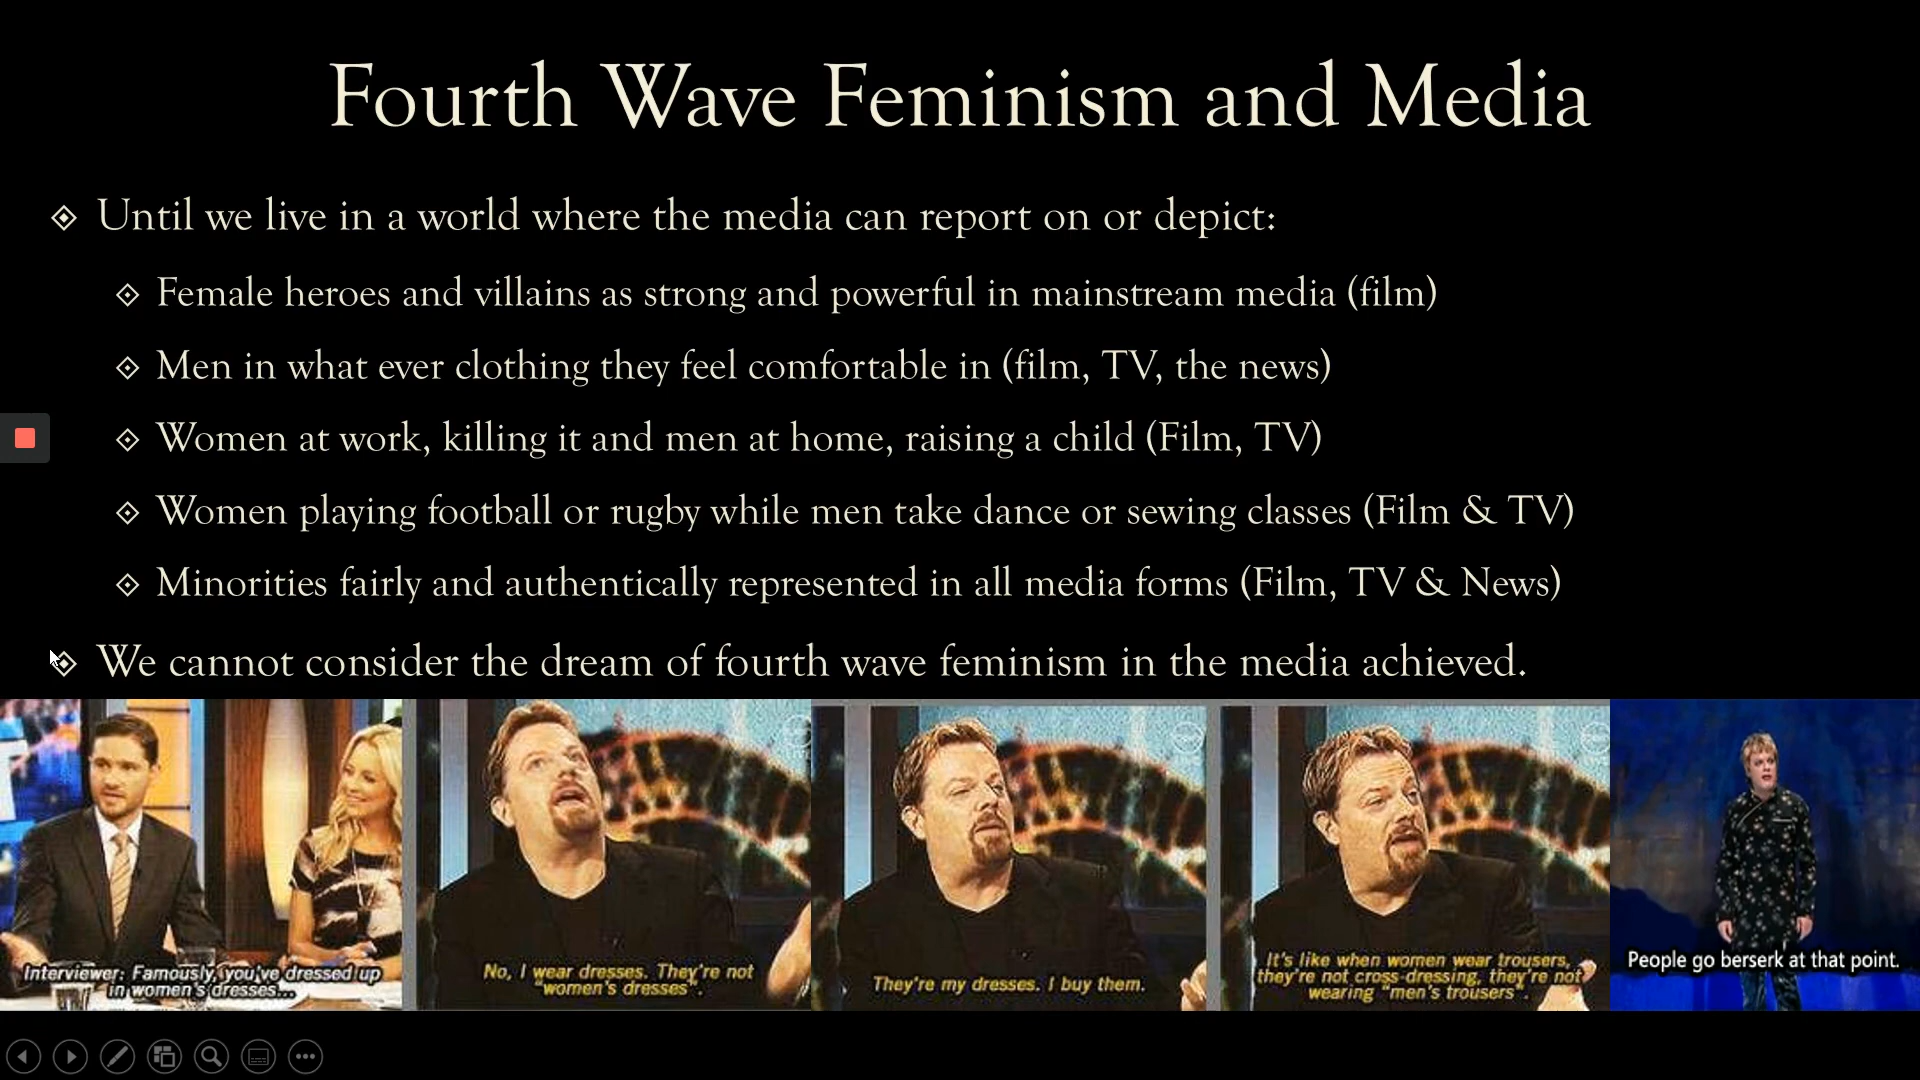 Fourth Wave Feminism and Media
Until we live in a world where the media can report on or depict:
Female heroes and villains as strong and powerful in mainstream media (film)
Men in what ever clothing they feel comfortable in (film, TV, the news)
Women at work, killing it and men at home, raising a child (Film, TV)
Women playing football or rugby while men take dance or sewing classes (Film & TV)
Minorities fairly and authentically represented in all media forms (Film, TV & News)
We cannot consider the dream of fourth wave feminism in the media achieved.
Interviewer: Famously, you've dressed up
in women's dresses...
No, I wear dresses. They're not
"women's dresses".
They're my dresses. I buy them.
It's like when women wear trousers,
they're not cross-dressing, they're not
wearing "men's trousers".
People go berserk at that point.